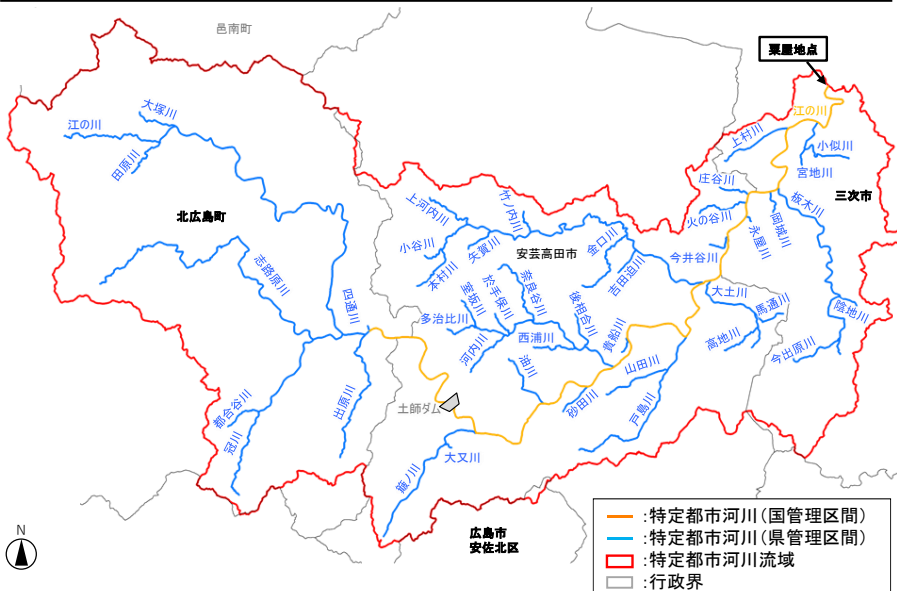 邑南町
粟屋地点
江の川
大塚川
江の川
田原川
上村川
小似川
宮地川
庄谷川
三次市
板木川
北広島町
上河内川
竹ノ内川
火の谷川
岡城川
永屋川
小谷川
矢賀川
安芸高田市
金口川
今井谷川
本村川
吉田迫川
志路原川
室坂川
於手保川
奈良谷川
後相合川
大土川
馬通川
陰地川
四通川
多治比川
河内川
西浦川
貴船川
高地川
今出原川
油川
山田川
都合谷川
冠川
出原川
土師ダム
砂田川
戸島川
大又川
簸ノ川
広島市
安佐北区
N
:特定都市河川(国管理区間)
:特定都市河川(県管理区間)
:特定都市河川流域
:行政界